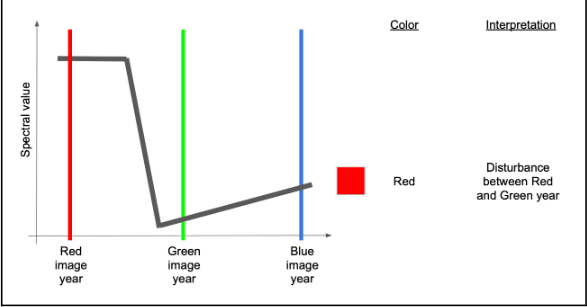 Color
Interpretation
Spectral value
Red
Disturbance
between Red
and Green year
Red
image
year
Green
image
year
Blue
image
year